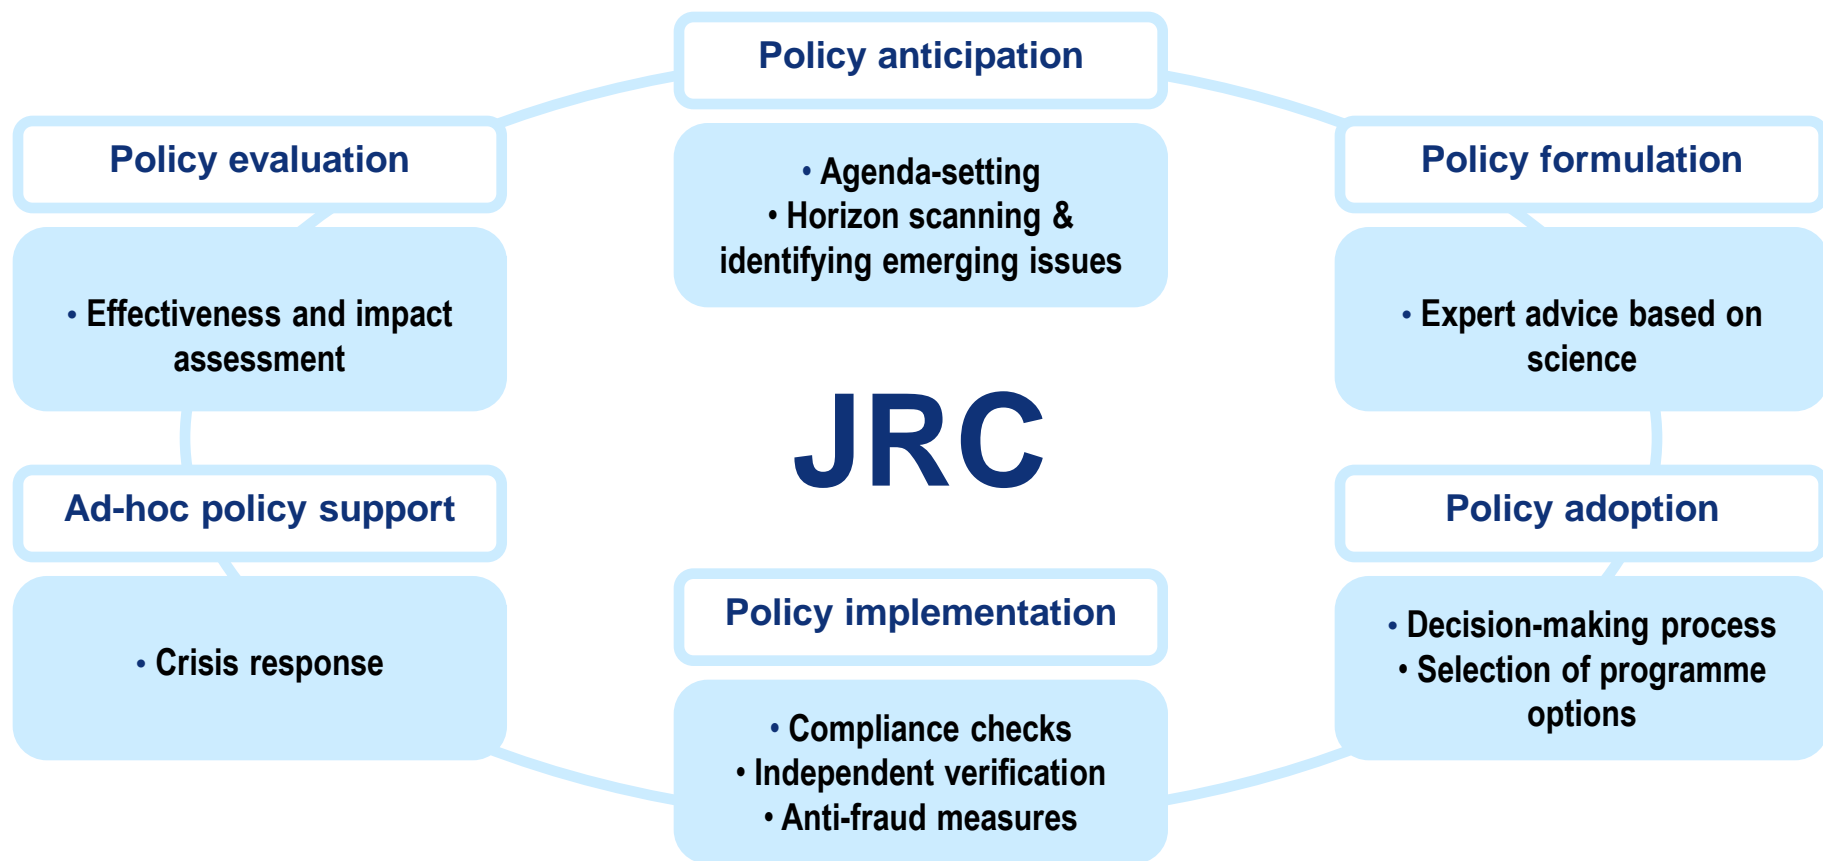 Policy anticipation
• Agenda-setting
• Horizon scanning &
identifying emerging issues
Policy formulation
• Expert advice based on
science
Policy adoption
• Decision-making process
• Selection of programme
options
Policy implementation
• Compliance checks
• Independent verification
• Anti-fraud measures
Ad-hoc policy support
• Crisis response
Policy evaluation
• Effectiveness and impact
assessment
JRC